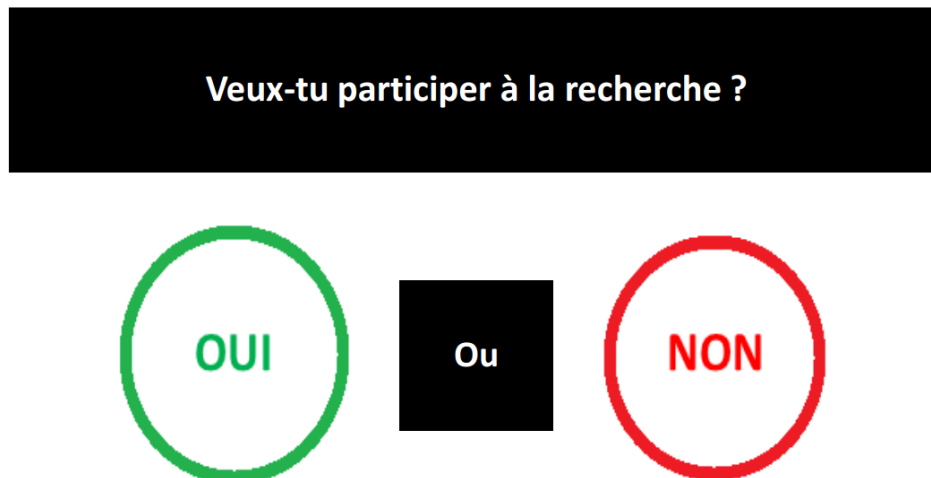 Veux-tu participer à la recherche ?
OUI
Ou
NON